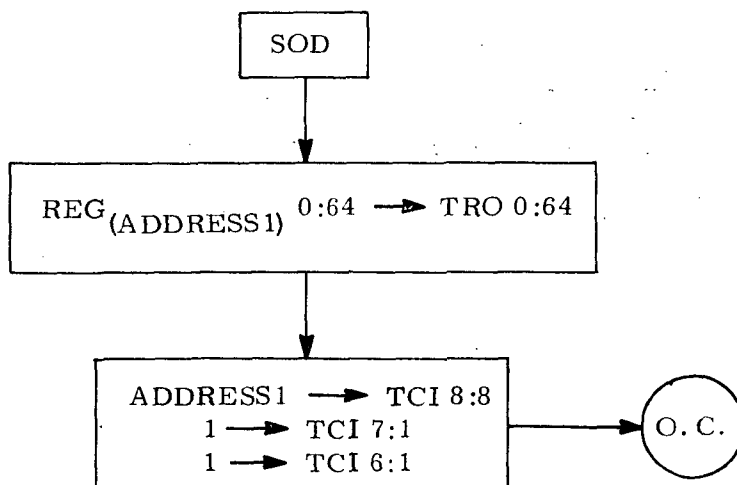 SOD
REG(ADDRESS1) 0:64 → TRO 0:64
ADDRESS1 → TCI 8:8
1 → TCI 7:1
1 → TCI 6:1
O. C.